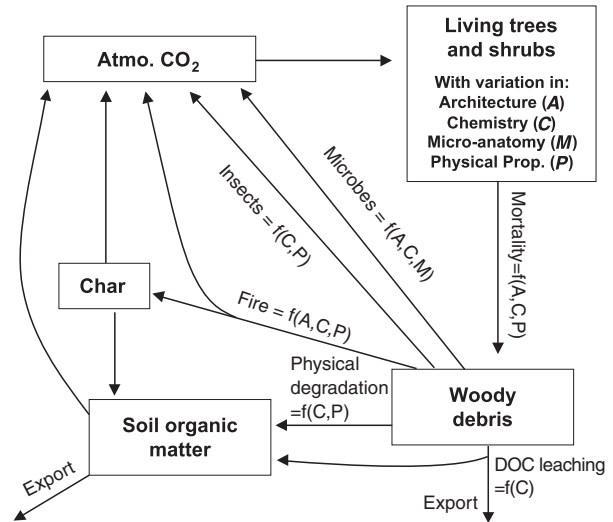 Atmo. CO₂
Living trees
and shrubs
With variation in:
Architecture (A)
Chemistry (C)
Micro-anatomy (M)
Physical Prop. (P)
Microbes = f(A,C,M)
Insects = f(C,P)
Mortality=f(A,C,P)
Char
Fire = f(A,C,P)
Physical
degradation
=f(C,P)
Woody
debris
Soil organic
matter
DOC leaching
=f(C)
Export
Export